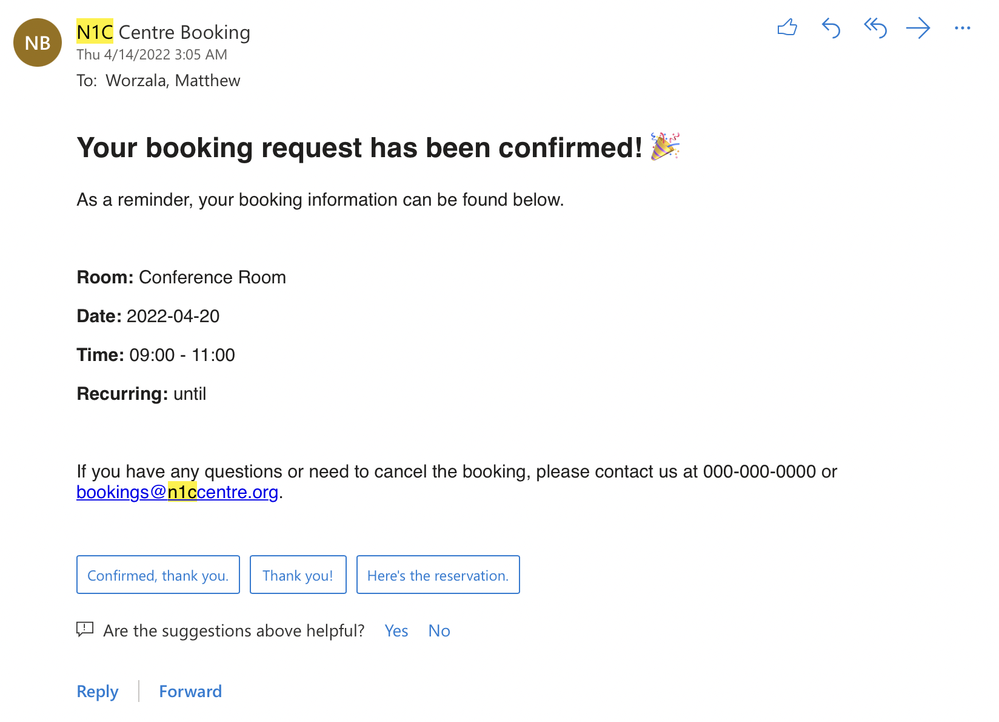 NB
N1C Centre Booking
Thu 4/14/2022 3:05 AM
To: Worzala, Matthew
Your booking request has been confirmed! 🎉
As a reminder, your booking information can be found below.
Room: Conference Room
Date: 2022-04-20
Time: 09:00 - 11:00
Recurring: until
If you have any questions or need to cancel the booking, please contact us at 000-000-0000 or
bookings@n1ccentre.org.
Confirmed, thank you. Thank you! Here's the reservation.
Are the suggestions above helpful? Yes No
Reply Forward